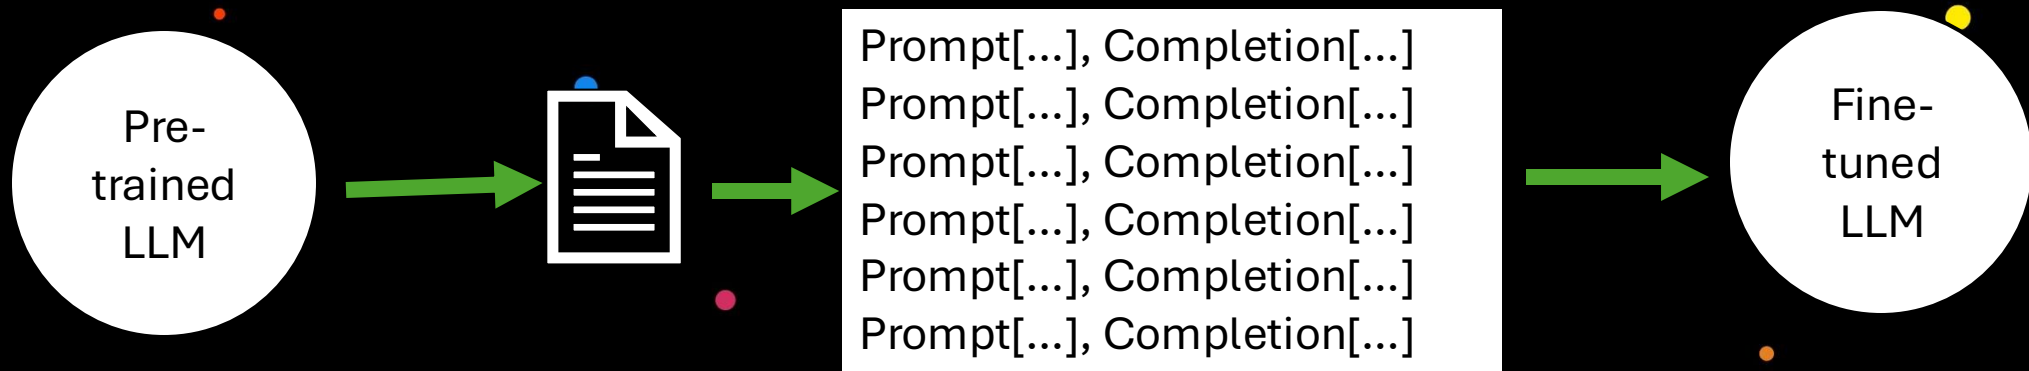 Pre-
trained
LLM
Prompt[...], Completion[...]
Prompt[...], Completion[...]
Prompt[...], Completion[...]
Prompt[...], Completion[...]
Prompt[...], Completion[...]
Prompt[...], Completion[...]
Fine-
tuned
LLM